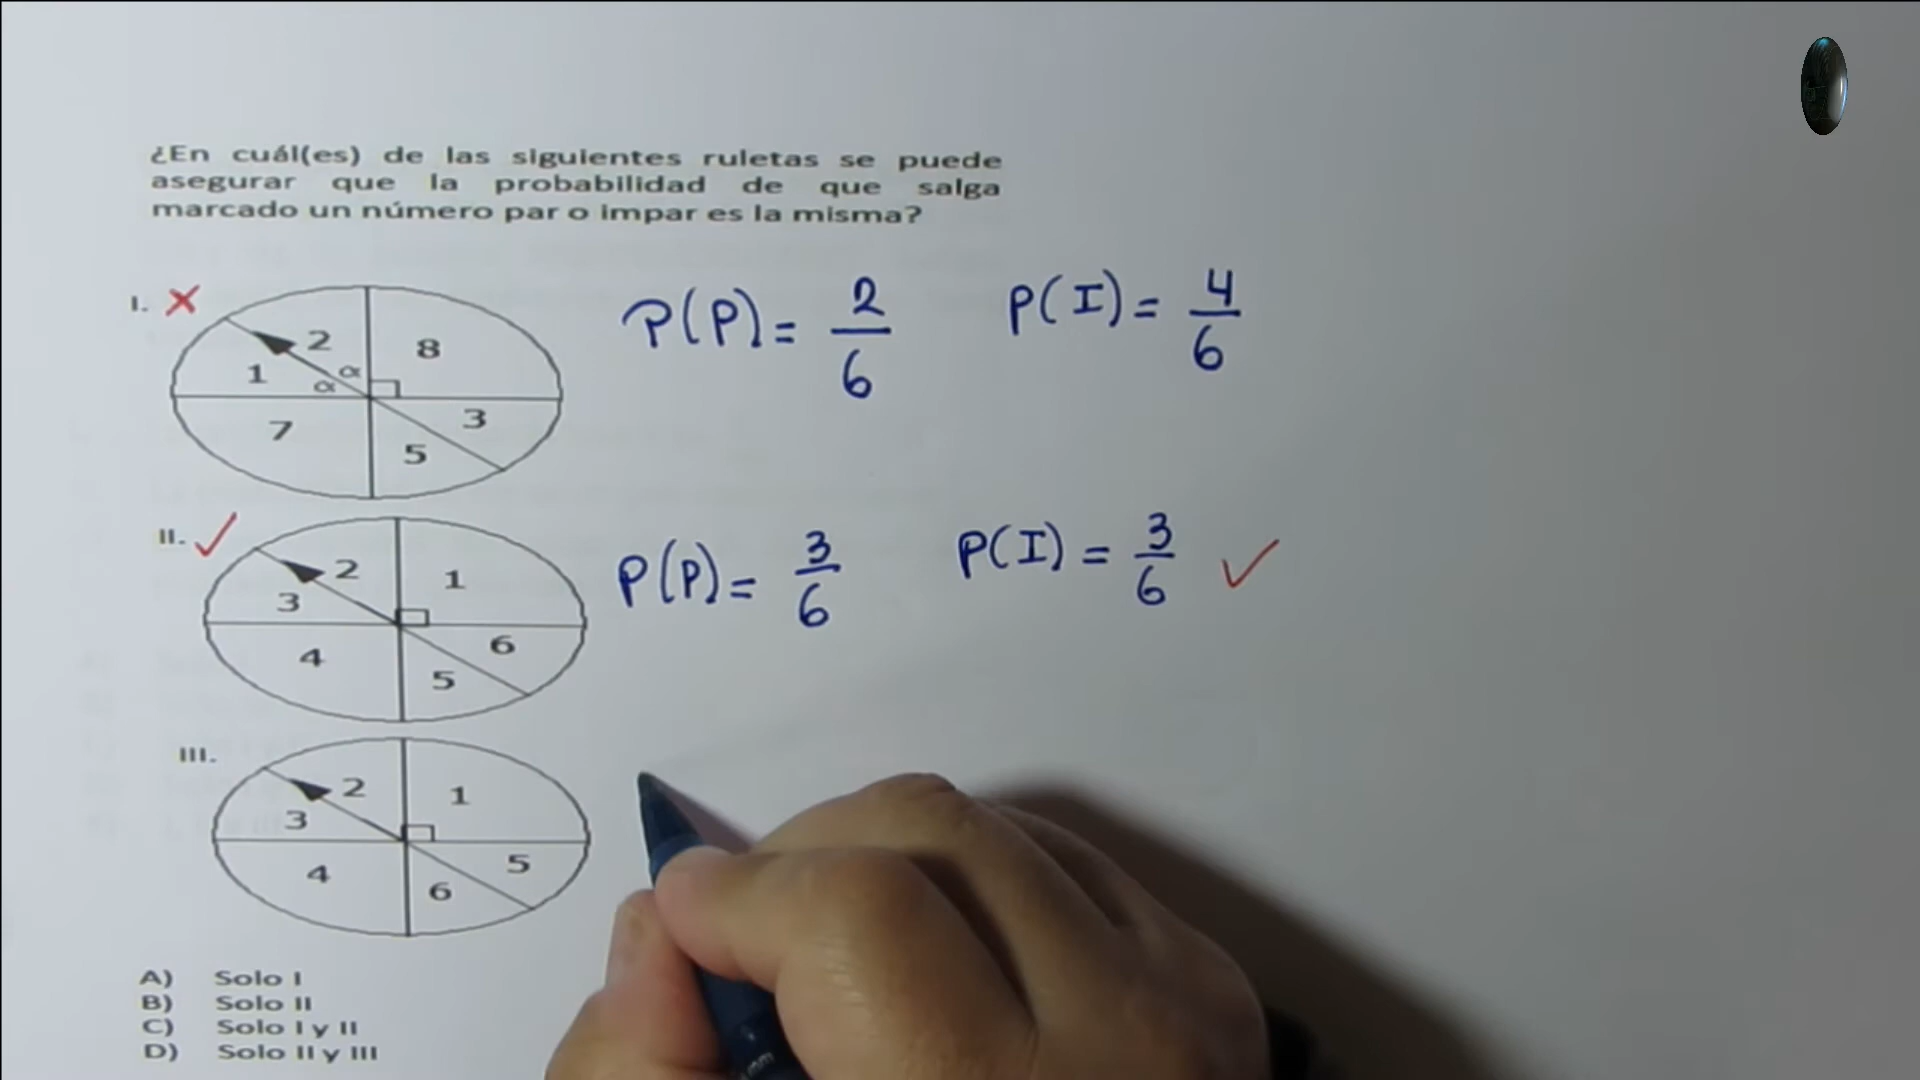 ¿En cuál(es) de las siguientes ruletas se puede
asegurar que la probabilidad de que salga
marcado un número par o impar es la misma?
I. ✗
2
8
1
α
α
7
3
5
P(P) = 2/6
P(I) = 4/6
II. ✓
2
1
3
4
6
5
P(P) = 3/6
P(I) = 3/6 ✓
III.
2
1
3
4
5
6
A) Solo I
B) Solo II
C) Solo I y II
D) Solo II y III